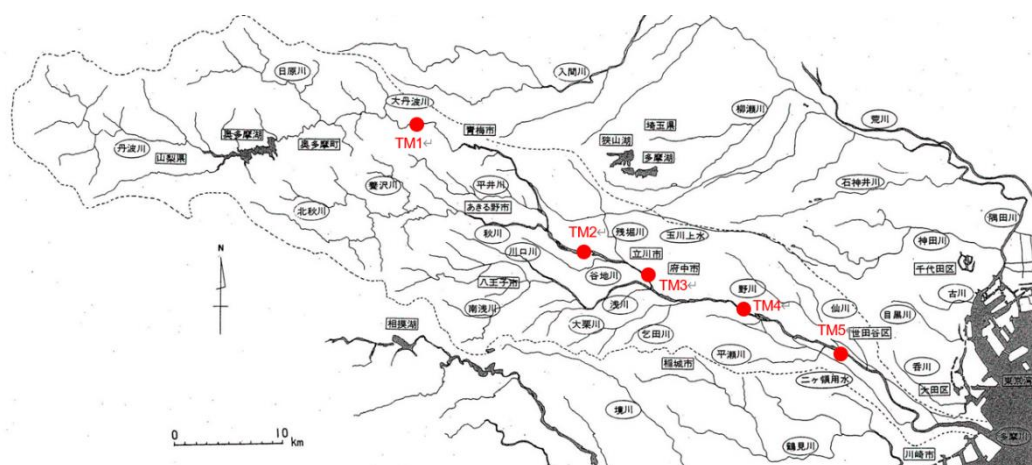 日原川
入間川
大丹波川
TM1
青梅市
柳瀬川
荒川
埼玉県
狭山湖
多摩湖
奥多摩湖
奥多摩町
丹波川
山梨県
養沢川
平井川
あきる野市
石神井川
北秋川
秋川
TM2
残堀川
玉川上水
隅田川
神田川
川口川
立川市
府中市
千代田区
N
八王子市
谷地川
TM3
野川
古川
南浅川
浅川
TM4
仙川
目黒川
相模湖
大栗川
乞田川
TM5
世田谷区
平瀬川
稲城市
香川
二ヶ領用水
大田区
東京湾
境川
0 10
km
鶴見川
多摩川
川崎市